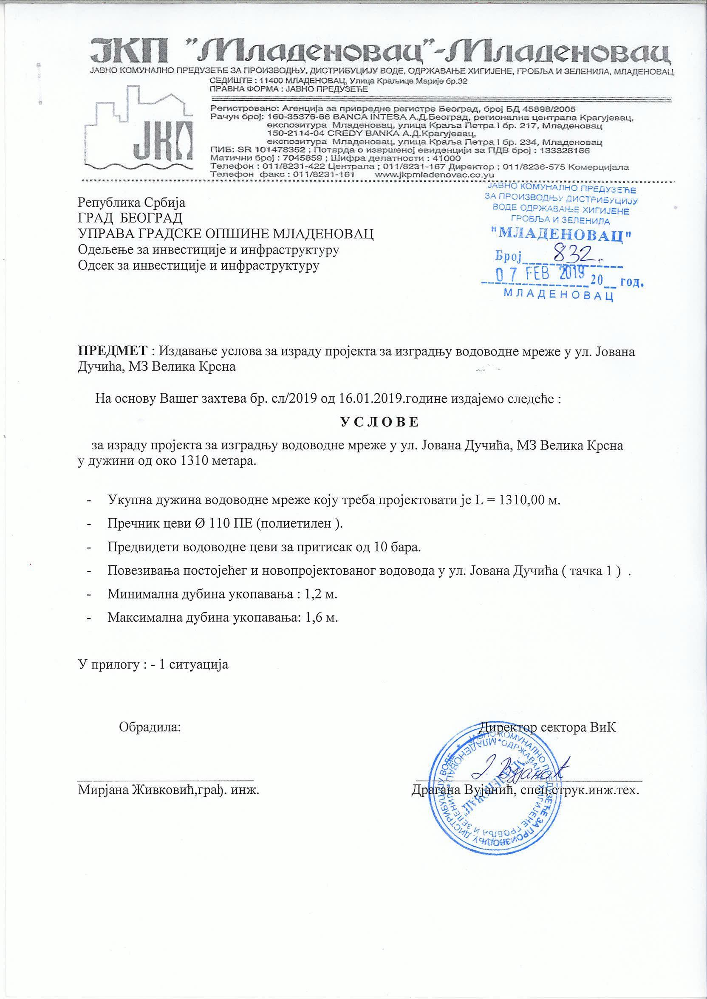 ЈКП "Младеновац"-Младеновац
ЈАВНО КОМУНАЛНО ПРЕДУЗЕЋЕ ЗА ПРОИЗВОДЊУ, ДИСТРИБУЦИЈУ ВОДЕ, ОДРЖАВАЊЕ ХИГИЈЕНЕ, ГРОБЉА И ЗЕЛЕНИЛА, МЛАДЕНОВАЦ
СЕДИШТЕ : 11400 МЛАДЕНОВАЦ, Улица Краљице Марије бр.32
ПРАВНА ФОРМА : ЈАВНО ПРЕДУЗЕЋЕ
ЈКП
Регистровано: Агенција за привредне регистре Београд, број БД 45898/2005
Рачун број: 160-35376-66 BANCA INTESA А.Д.Београд, регионална централа Крагујевац,
експозитура Младеновац, улица Краља Петра I бр. 217, Младеновац
150-2114-04 CREDY BANKA А.Д.Крагујевац,
експозитура Младеновац, улица Краља Петра I бр. 234, Младеновац
ПИБ: SR 101478352 ; Потврда о извршеној евиденцији за ПДВ број : 133328166
Матични број : 7045859 ; Шифра делатности : 41000
Телефон : 011/8231-422 Централа ; 011/8231-167 Директор ; 011/8236-575 Комерцијала
Телефон факс : 011/8231-161 www.jkpmladenovac.co.yu
ЈАВНО КОМУНАЛНО ПРЕДУЗЕЋЕ
ЗА ПРОИЗВОДЊУ ДИСТРИБУЦИЈУ
ВОДЕ ОДРЖАВАЊЕ ХИГИЈЕНЕ
ГРОБЉА И ЗЕЛЕНИЛА
"МЛАДЕНОВАЦ"
Број 832.
07 FEB 2019 20__ год.
МЛАДЕНОВАЦ
Република Србија
ГРАД БЕОГРАД
УПРАВА ГРАДСКЕ ОПШИНЕ МЛАДЕНОВАЦ
Одељење за инвестиције и инфраструктуру
Одсек за инвестиције и инфраструктуру
ПРЕДМЕТ : Издавање услова за израду пројекта за изградњу водоводне мреже у ул. Јована
Дучића, МЗ Велика Крсна
На основу Вашег захтева бр. сл/2019 од 16.01.2019.године издајемо следеће :
У С Л О В Е
за израду пројекта за изградњу водоводне мреже у ул. Јована Дучића, МЗ Велика Крсна
у дужини од око 1310 метара.
- Укупна дужина водоводне мреже коју треба пројектовати је L = 1310,00 м.
- Пречник цеви Ø 110 ПЕ (полиетилен ).
- Предвидети водоводне цеви за притисак од 10 бара.
- Повезивања постојећег и новопројектованог водовода у ул. Јована Дучића ( тачка 1 ) .
- Минимална дубина укопавања : 1,2 м.
- Максимална дубина укопавања: 1,6 м.
У прилогу : - 1 ситуација
Обрадила:
Мирјана Живковић,грађ. инж.
Директор сектора ВиК
Д. Вујанић
Драгана Вујанић, спец.струк.инж.тех.
ЈАВНО КОМУНАЛНО ПРЕДУЗЕЋЕ ЗА ПРОИЗВОДЊУ, ДИСТРИБУЦИЈУ ВОДЕ *
ОДРЖАВАЊЕ ХИГИЈЕНЕ ГРОБЉА И ЗЕЛЕНИЛА * МЛАДЕНОВАЦ *
"МЛАДЕНОВАЦ"